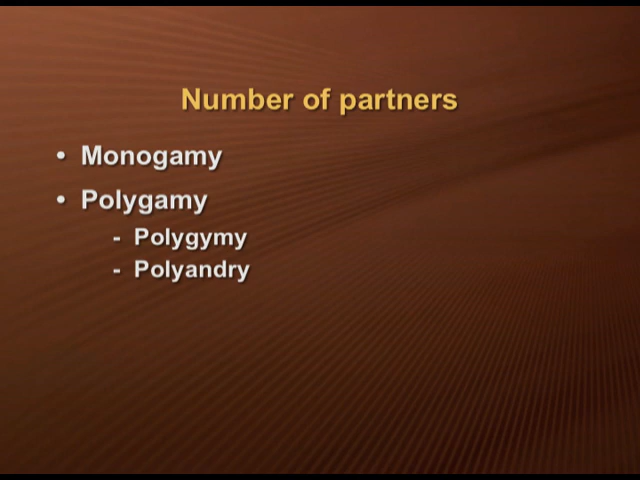 Number of partners
• Monogamy
• Polygamy
- Polygymy
- Polyandry